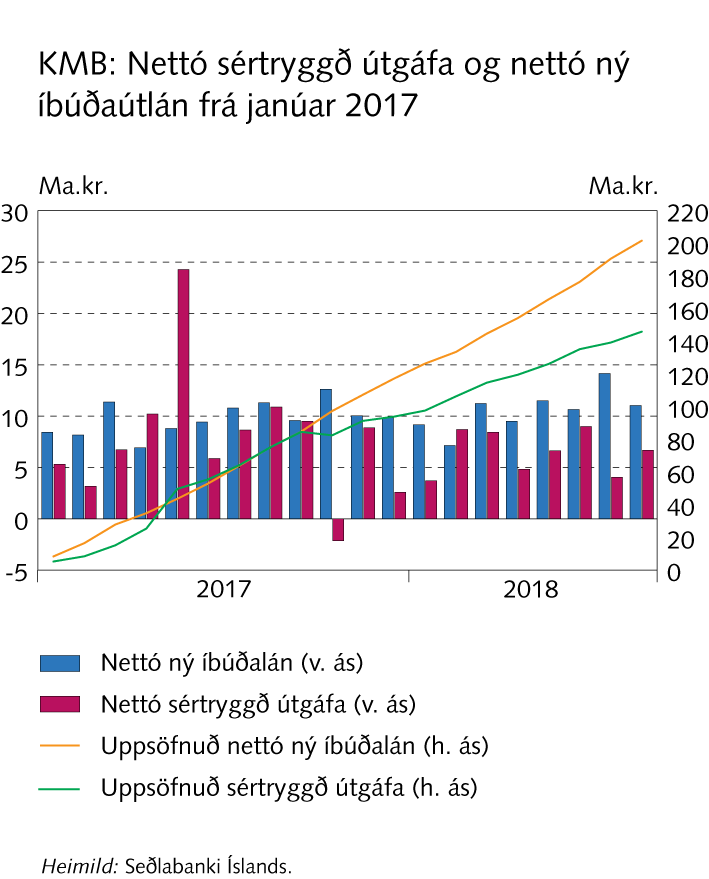 KMB: Nettó sértryggð útgáfa og nettó ný
íbúðaútlán frá janúar 2017
Ma.kr. Ma.kr.
30 220
200
25 180
20 160
140
15 120
10 100
80
5 60
0 40
20
-5 0
2017 2018
Nettó ný íbúðalán (v. ás)
Nettó sértryggð útgáfa (v. ás)
Uppsöfnuð nettó ný íbúðalán (h. ás)
Uppsöfnuð sértryggð útgáfa (h. ás)
Heimild: Seðlabanki Íslands.